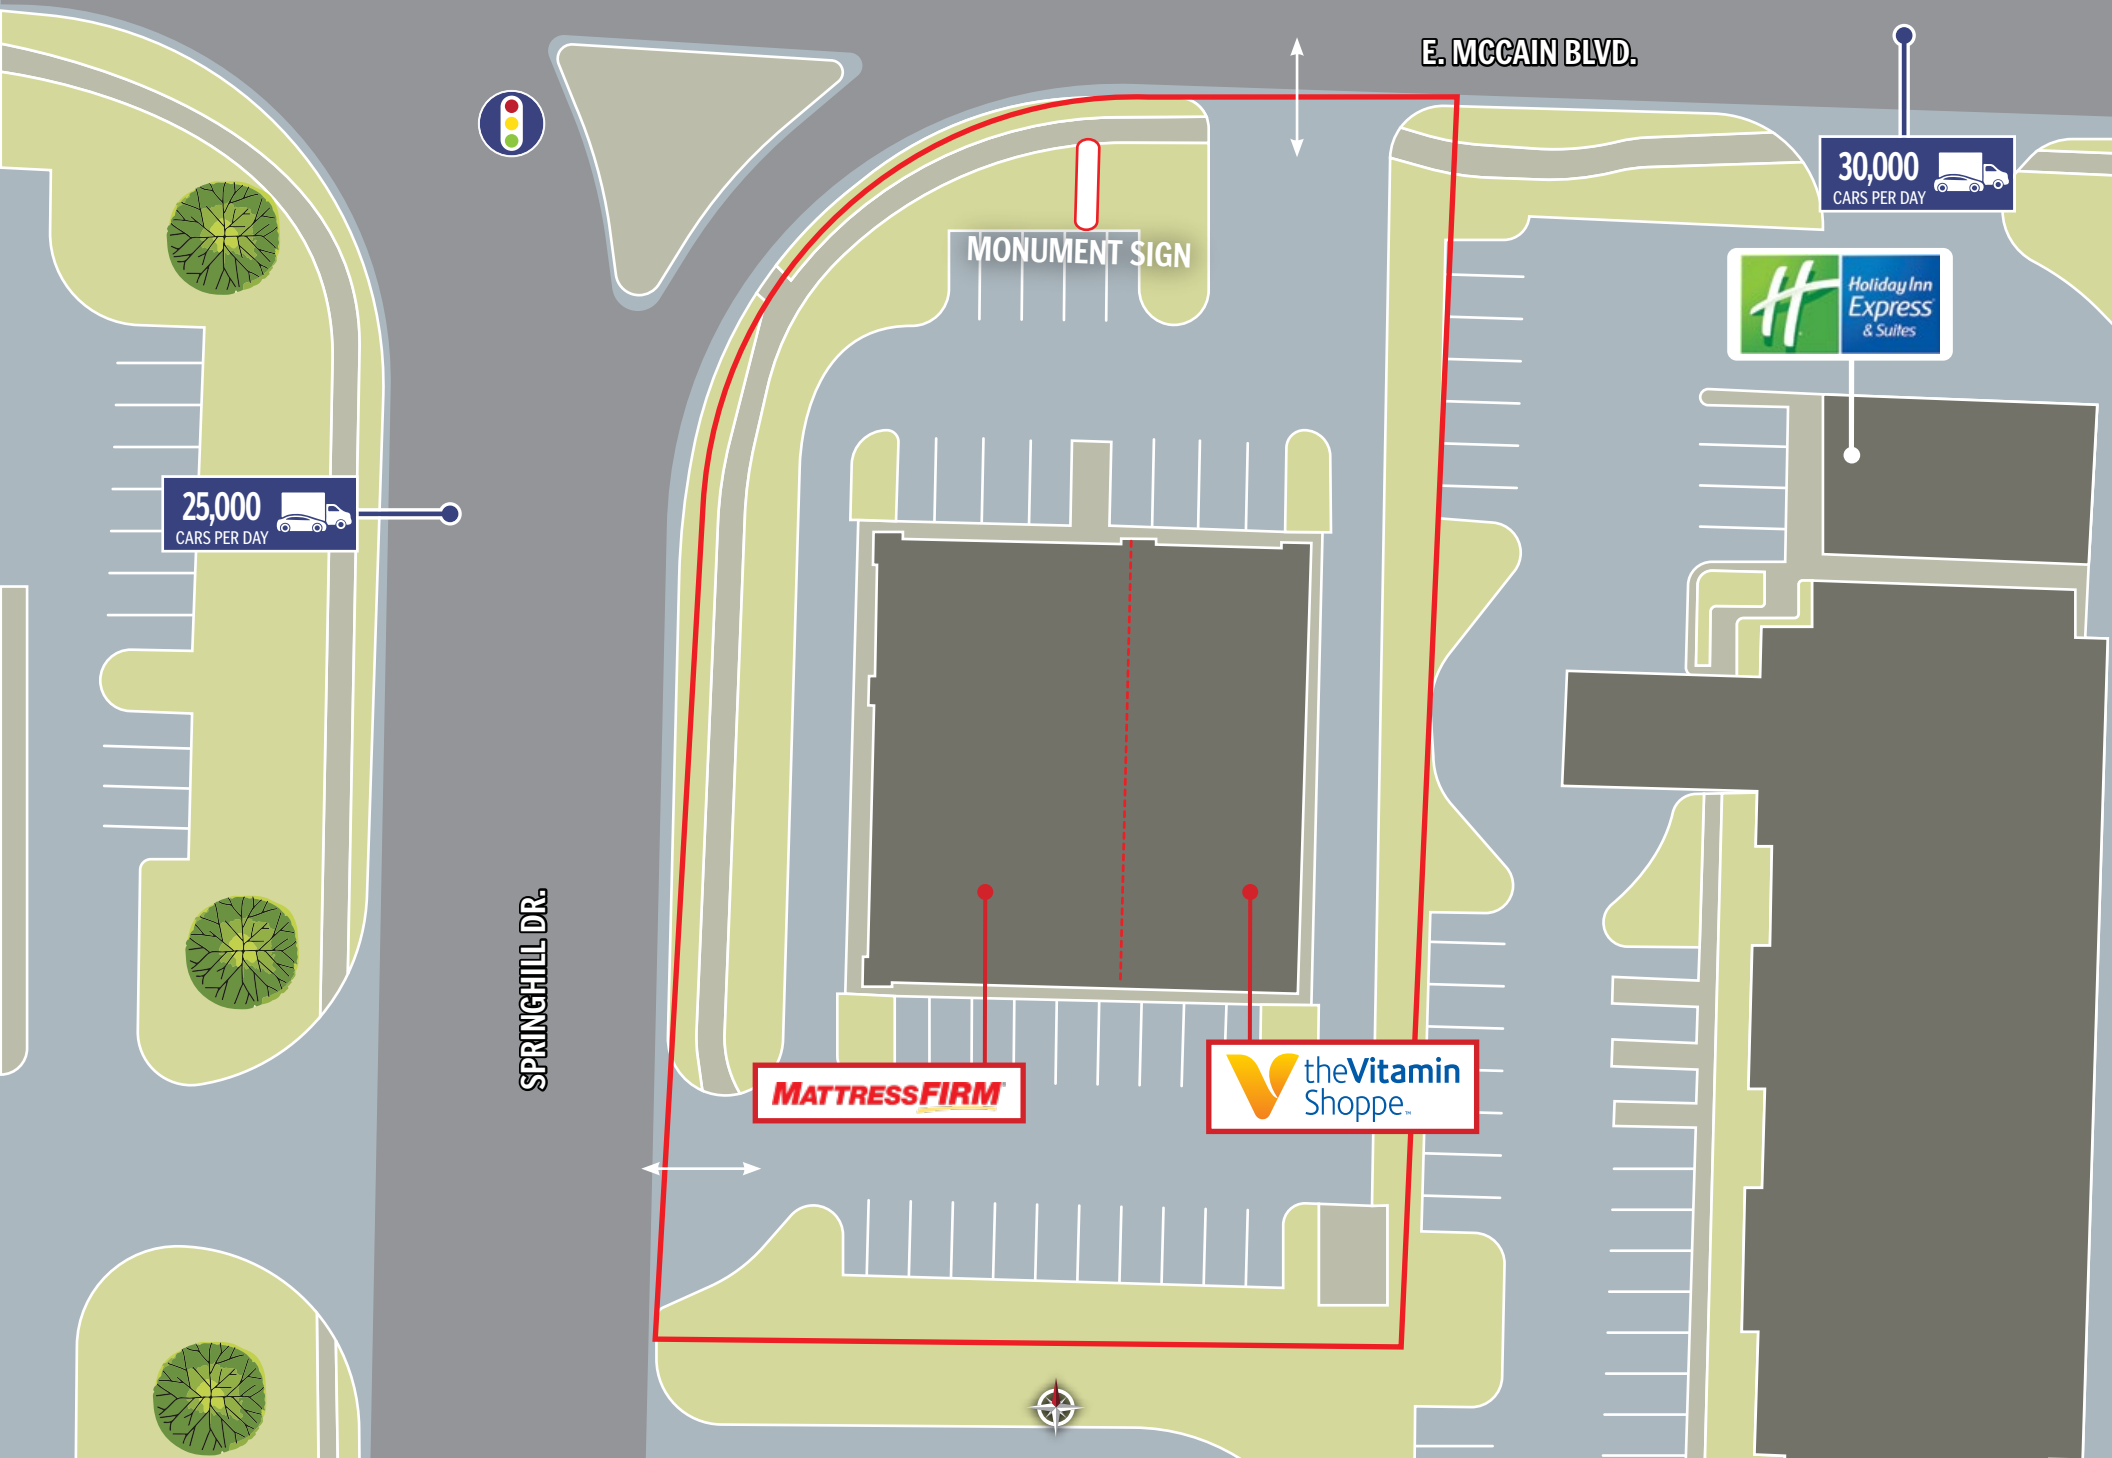 E. MCCAIN BLVD.
30,000
CARS PER DAY
MONUMENT SIGN
Holiday Inn
Express
& Suites
25,000
CARS PER DAY
SPRINGHILL DR.
MATTRESSFIRM
theVitamin
Shoppe™